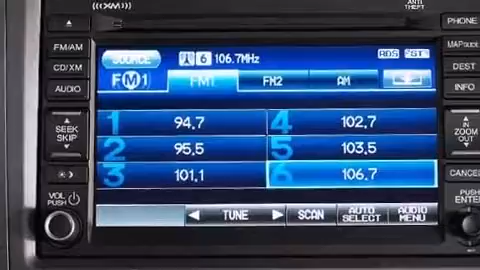 ((XM)) ANTI THEFT
FM/AM
CD/XM
AUDIO
SEEK
SKIP
VOL
PUSH
SOURCE 6 106.7MHz RDS ST
FM1 FM1 FM2 AM
1 94.7 4 102.7
2 95.5 5 103.5
3 101.1 6 106.7
TUNE SCAN AUTO SELECT AUDIO MENU
PHONE
MAP GUIDE
DEST
INFO
IN
ZOOM
OUT
CANCEL
PUSH
ENTER